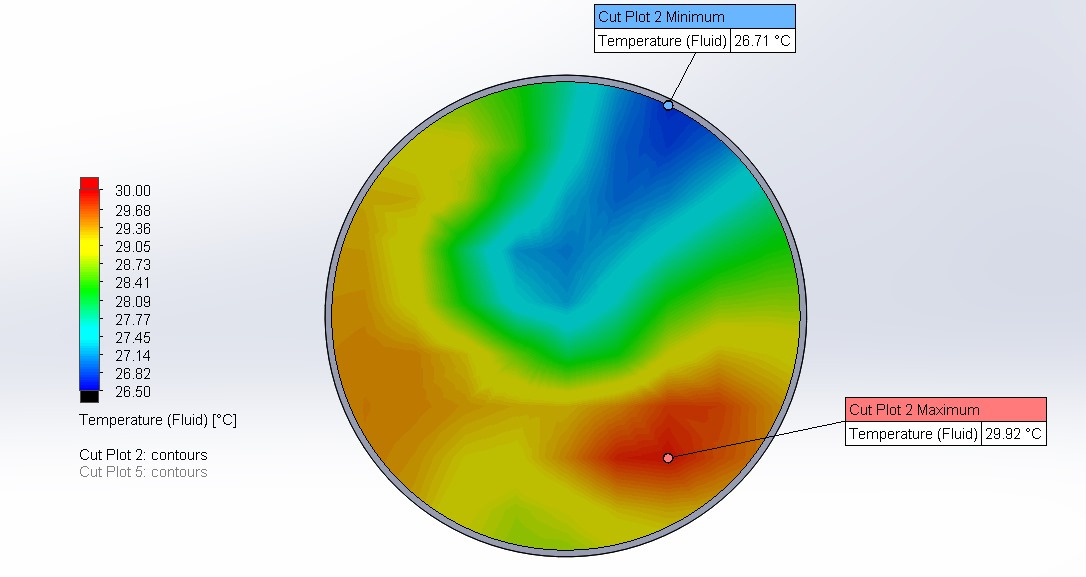 Cut Plot 2 Minimum
Temperature (Fluid) 26.71 °C
30.00
29.68
29.36
29.05
28.73
28.41
28.09
27.77
27.45
27.14
26.82
26.50
Temperature (Fluid) [°C]
Cut Plot 2: contours
Cut Plot 5: contours
Cut Plot 2 Maximum
Temperature (Fluid) 29.92 °C